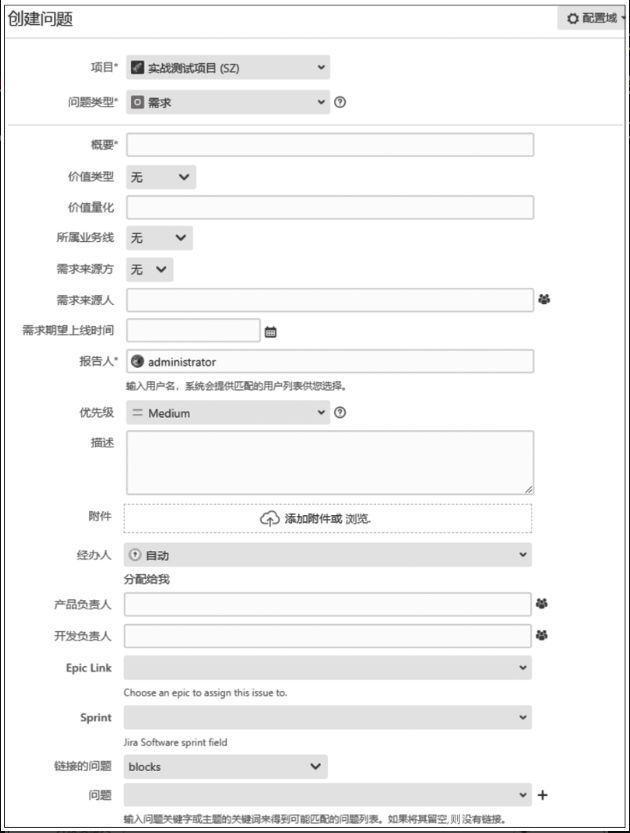 创建问题
配置域
项目* 实战测试项目 (SZ)
问题类型* 需求
概要*
价值类型 无
价值量化
所属业务线 无
需求来源方 无
需求来源人
需求期望上线时间
报告人* administrator
输入用户名，系统会提供匹配的用户列表供您选择。
优先级 Medium
描述
附件 添加附件或 浏览.
经办人 自动
分配给我
产品负责人
开发负责人
Epic Link
Choose an epic to assign this issue to.
Sprint
Jira Software sprint field
链接的问题 blocks
问题
输入问题关键字或主题的关键词来得到可能匹配的问题列表。如果将其留空,则 没有链接。